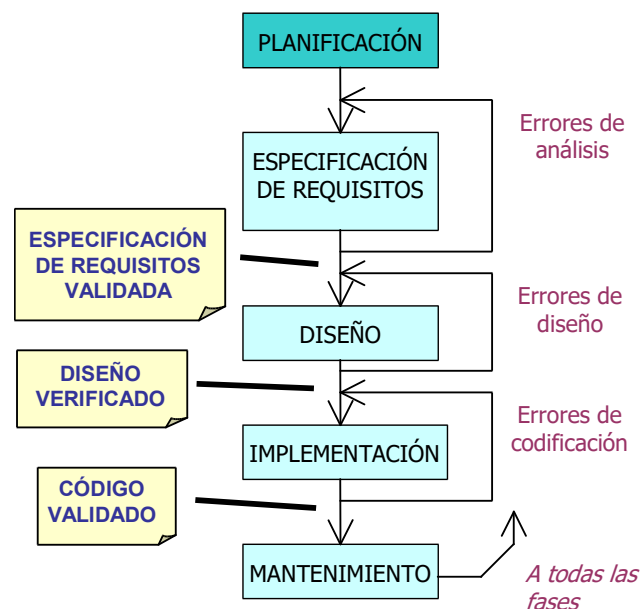 PLANIFICACIÓN
Errores de
análisis
ESPECIFICACIÓN
DE REQUISITOS
ESPECIFICACIÓN
DE REQUISITOS
VALIDADA
Errores de
diseño
DISEÑO
DISEÑO
VERIFICADO
Errores de
codificación
IMPLEMENTACIÓN
CÓDIGO
VALIDADO
MANTENIMIENTO
A todas las
fases